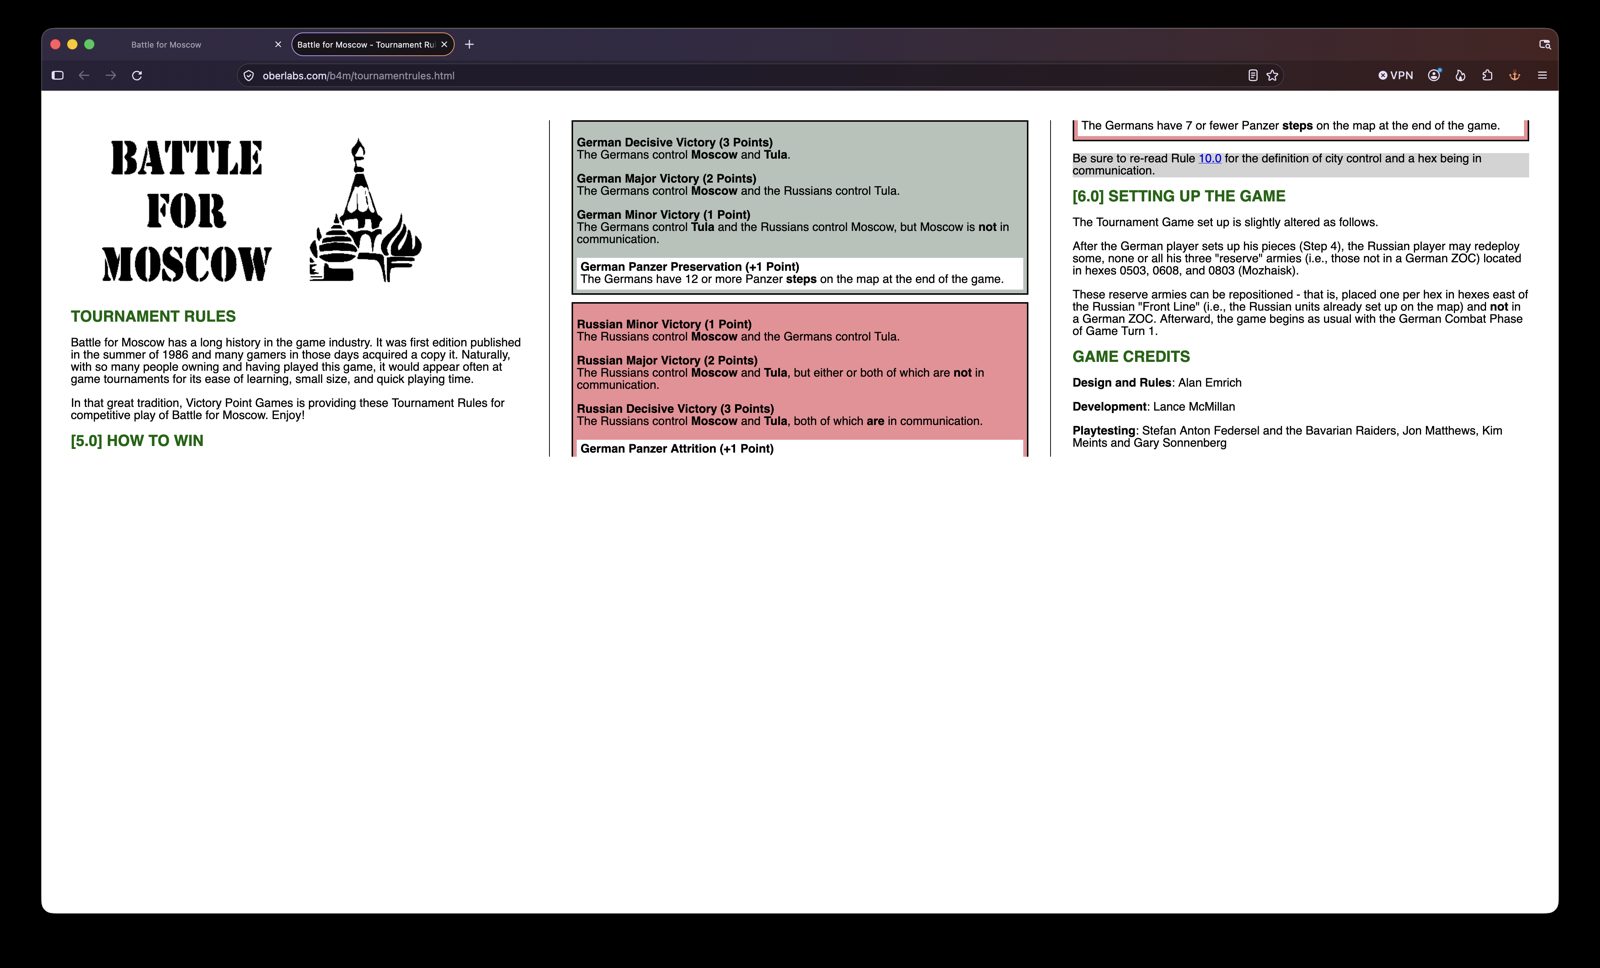 Battle for Moscow
Battle for Moscow - Tournament Ru
oberlabs.com/b4m/tournamentrules.html
VPN
BATTLE
FOR
MOSCOW
TOURNAMENT RULES
Battle for Moscow has a long history in the game industry. It was first edition published
in the summer of 1986 and many gamers in those days acquired a copy it. Naturally,
with so many people owning and having played this game, it would appear often at
game tournaments for its ease of learning, small size, and quick playing time.
In that great tradition, Victory Point Games is providing these Tournament Rules for
competitive play of Battle for Moscow. Enjoy!
[5.0] HOW TO WIN
German Decisive Victory (3 Points)
The Germans control Moscow and Tula.
German Major Victory (2 Points)
The Germans control Moscow and the Russians control Tula.
German Minor Victory (1 Point)
The Germans control Tula and the Russians control Moscow, but Moscow is not in
communication.
German Panzer Preservation (+1 Point)
The Germans have 12 or more Panzer steps on the map at the end of the game.
Russian Minor Victory (1 Point)
The Russians control Moscow and the Germans control Tula.
Russian Major Victory (2 Points)
The Russians control Moscow and Tula, but either or both of which are not in
communication.
Russian Decisive Victory (3 Points)
The Russians control Moscow and Tula, both of which are in communication.
German Panzer Attrition (+1 Point)
The Germans have 7 or fewer Panzer steps on the map at the end of the game.
Be sure to re-read Rule 10.0 for the definition of city control and a hex being in
communication.
[6.0] SETTING UP THE GAME
The Tournament Game set up is slightly altered as follows.
After the German player sets up his pieces (Step 4), the Russian player may redeploy
some, none or all his three "reserve" armies (i.e., those not in a German ZOC) located
in hexes 0503, 0608, and 0803 (Mozhaisk).
These reserve armies can be repositioned - that is, placed one per hex in hexes east of
the Russian "Front Line" (i.e., the Russian units already set up on the map) and not in
a German ZOC. Afterward, the game begins as usual with the German Combat Phase
of Game Turn 1.
GAME CREDITS
Design and Rules: Alan Emrich
Development: Lance McMillan
Playtesting: Stefan Anton Federsel and the Bavarian Raiders, Jon Matthews, Kim
Meints and Gary Sonnenberg